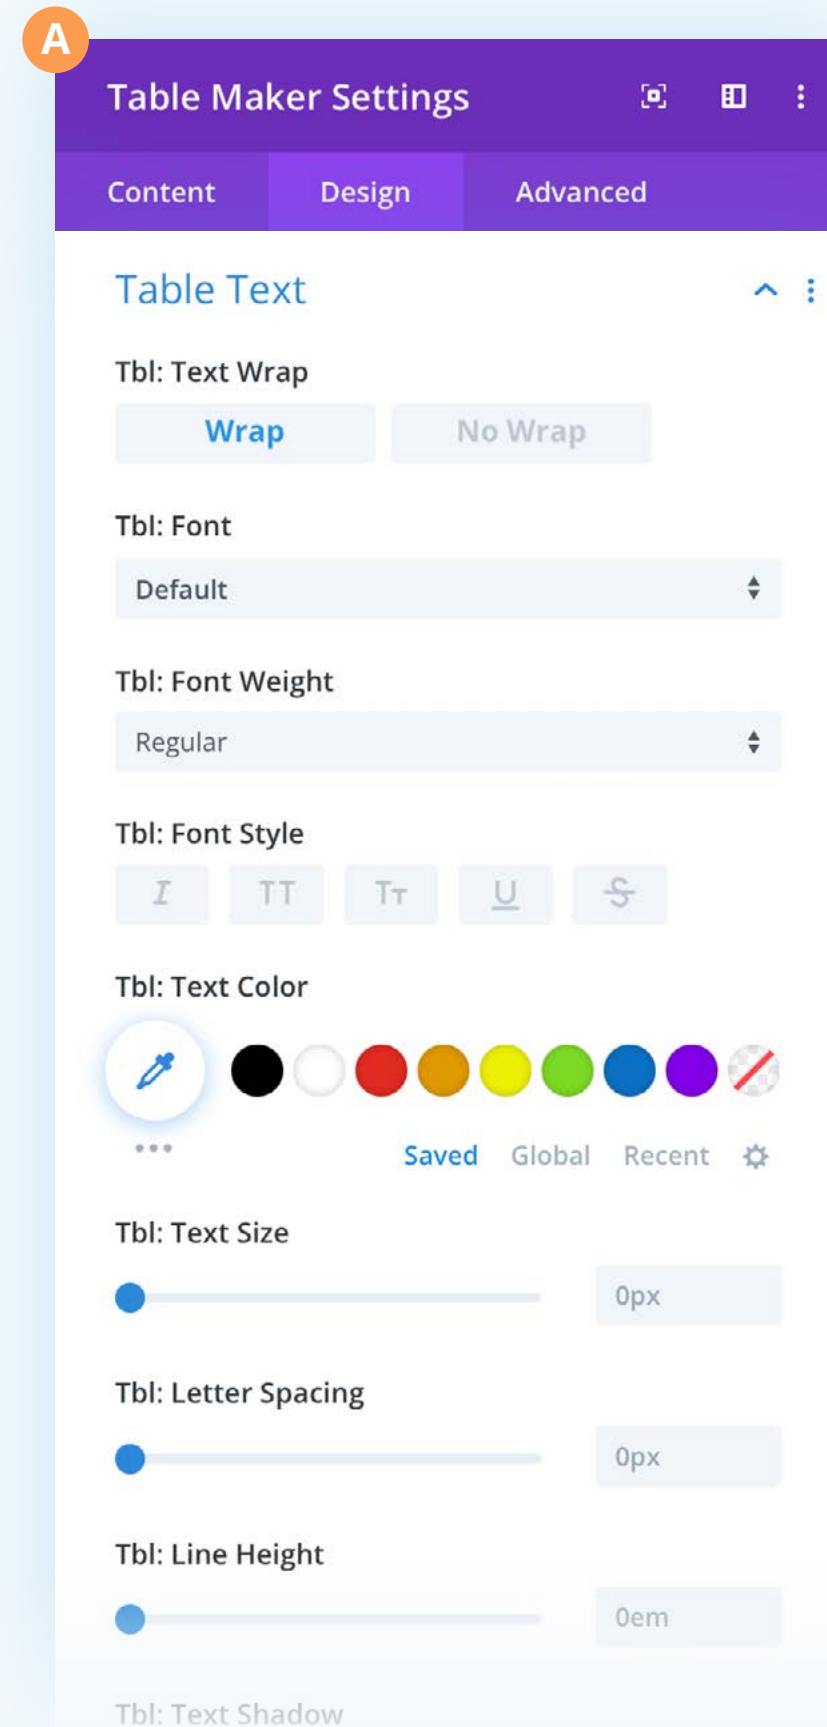 A
Table Maker Settings
Content Design Advanced
Table Text
Tbl: Text Wrap
Wrap No Wrap
Tbl: Font
Default
Tbl: Font Weight
Regular
Tbl: Font Style
I TT Tт U S
Tbl: Text Color
Saved Global Recent
Tbl: Text Size
0px
Tbl: Letter Spacing
0px
Tbl: Line Height
0em
Tbl: Text Shadow